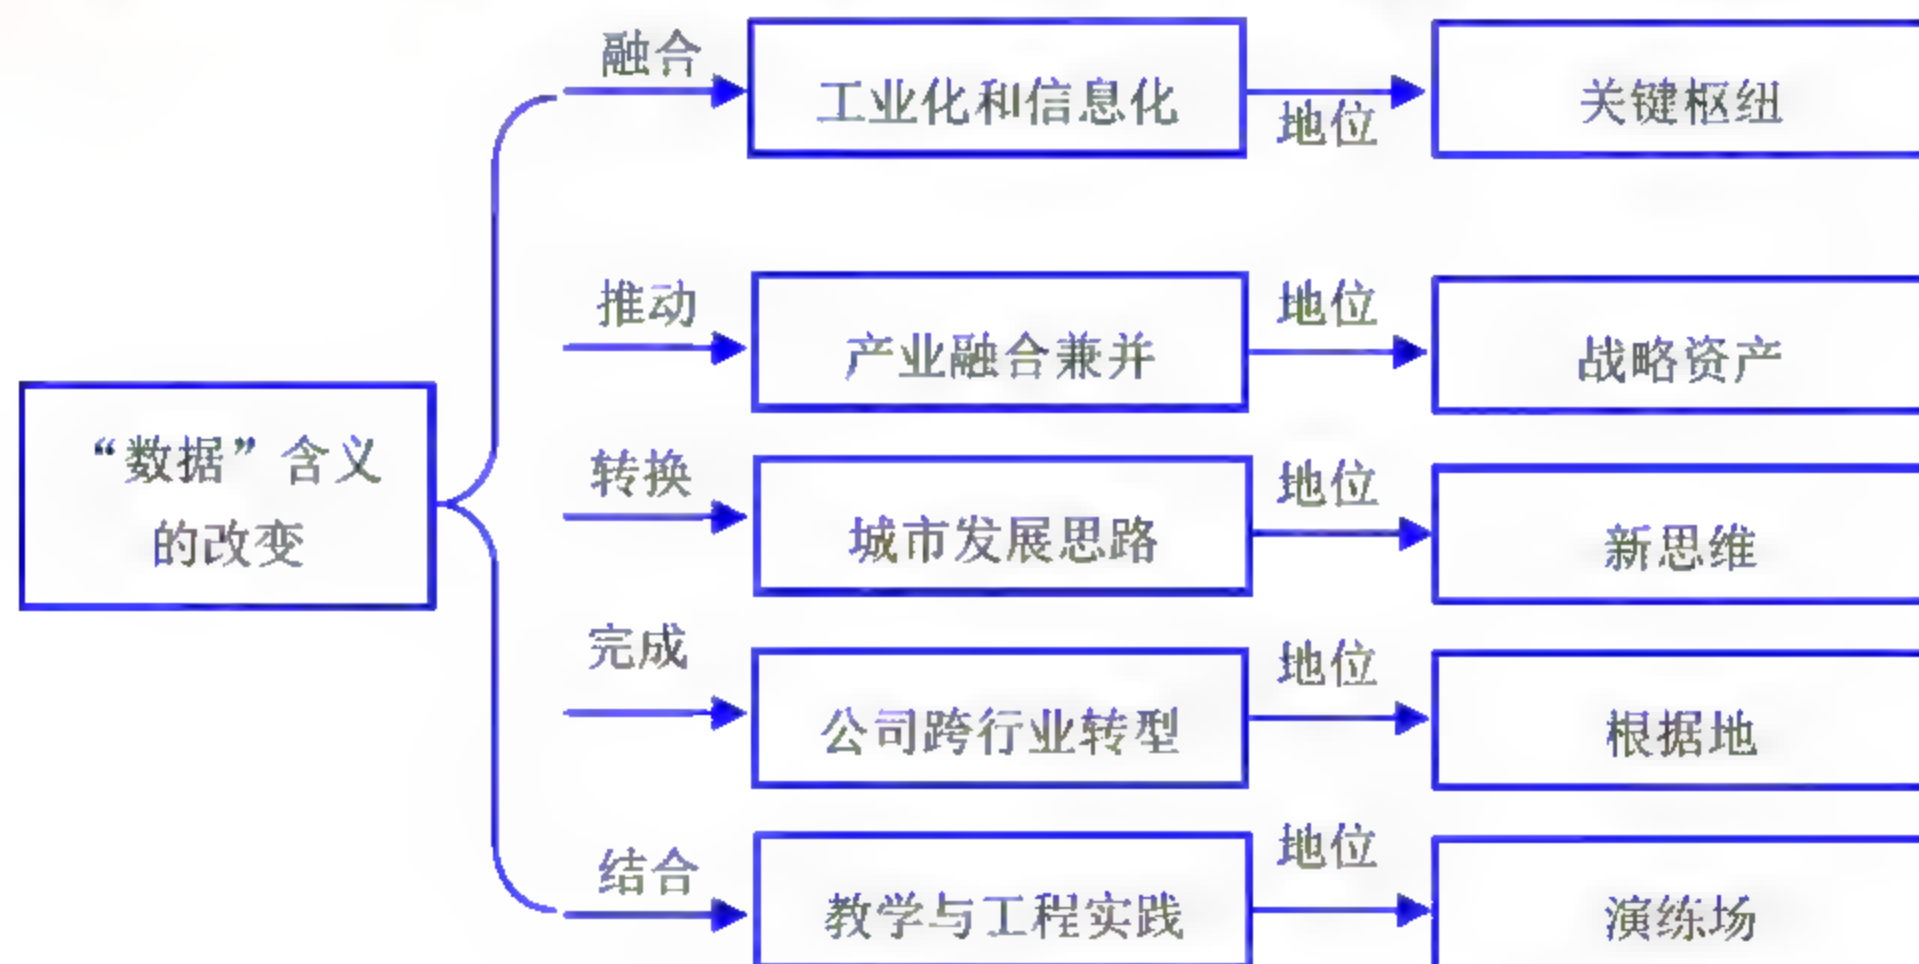 融合
工业化和信息化
地位
关键枢纽
推动
产业融合兼并
地位
战略资产
“数据”含义
的改变
转换
城市发展思路
地位
新思维
完成
公司跨行业转型
地位
根据地
结合
教学与工程实践
地位
演练场